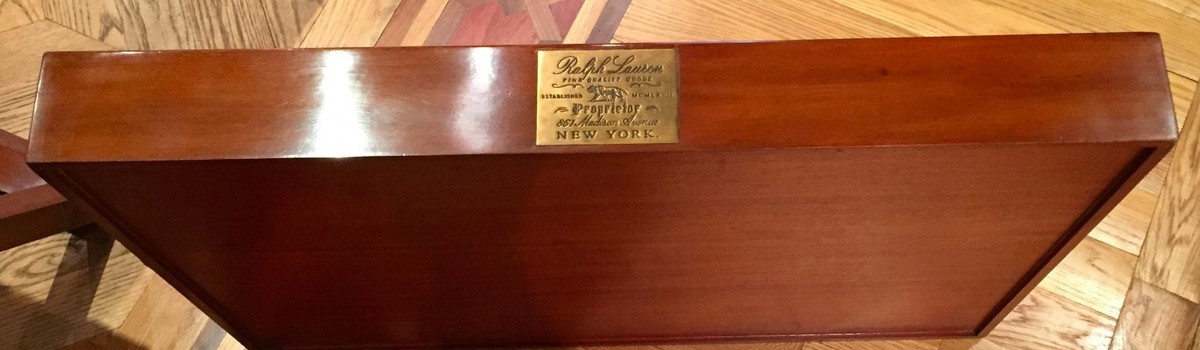 Ralph Lauren
FINE QUALITY GOODS
ESTABLISHED
Proprietor
867 Madison Avenue
NEW YORK.